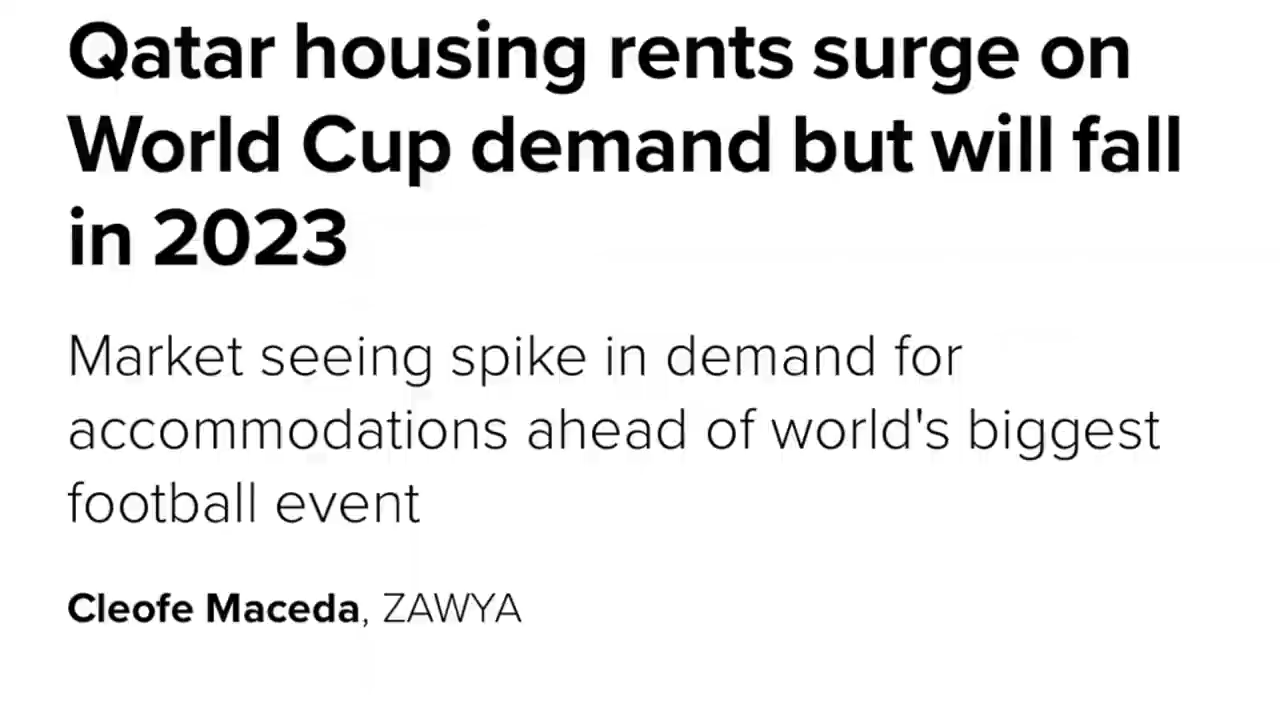 Qatar housing rents surge on
World Cup demand but will fall
in 2023
Market seeing spike in demand for
accommodations ahead of world's biggest
football event
Cleofe Maceda, ZAWYA